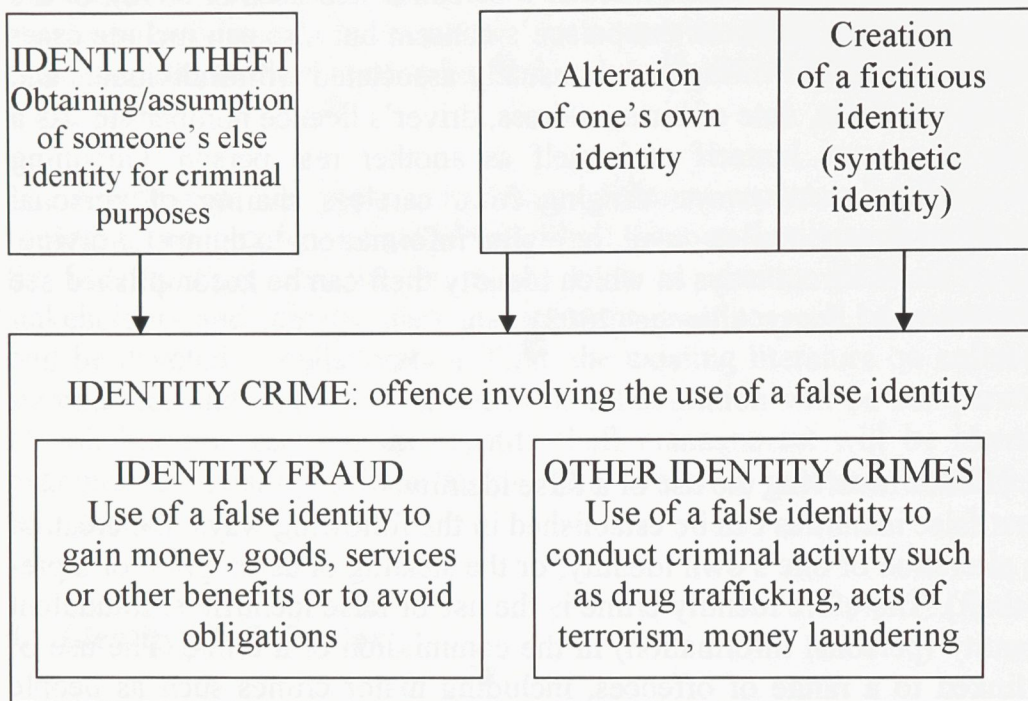 IDENTITY THEFT
Obtaining/assumption
of someone's else
identity for criminal
purposes
Alteration
of one's own
identity
Creation
of a fictitious
identity
(synthetic
identity)
IDENTITY CRIME: offence involving the use of a false identity
IDENTITY FRAUD
Use of a false identity to
gain money, goods, services
or other benefits or to avoid
obligations
OTHER IDENTITY CRIMES
Use of a false identity to
conduct criminal activity such
as drug trafficking, acts of
terrorism, money laundering